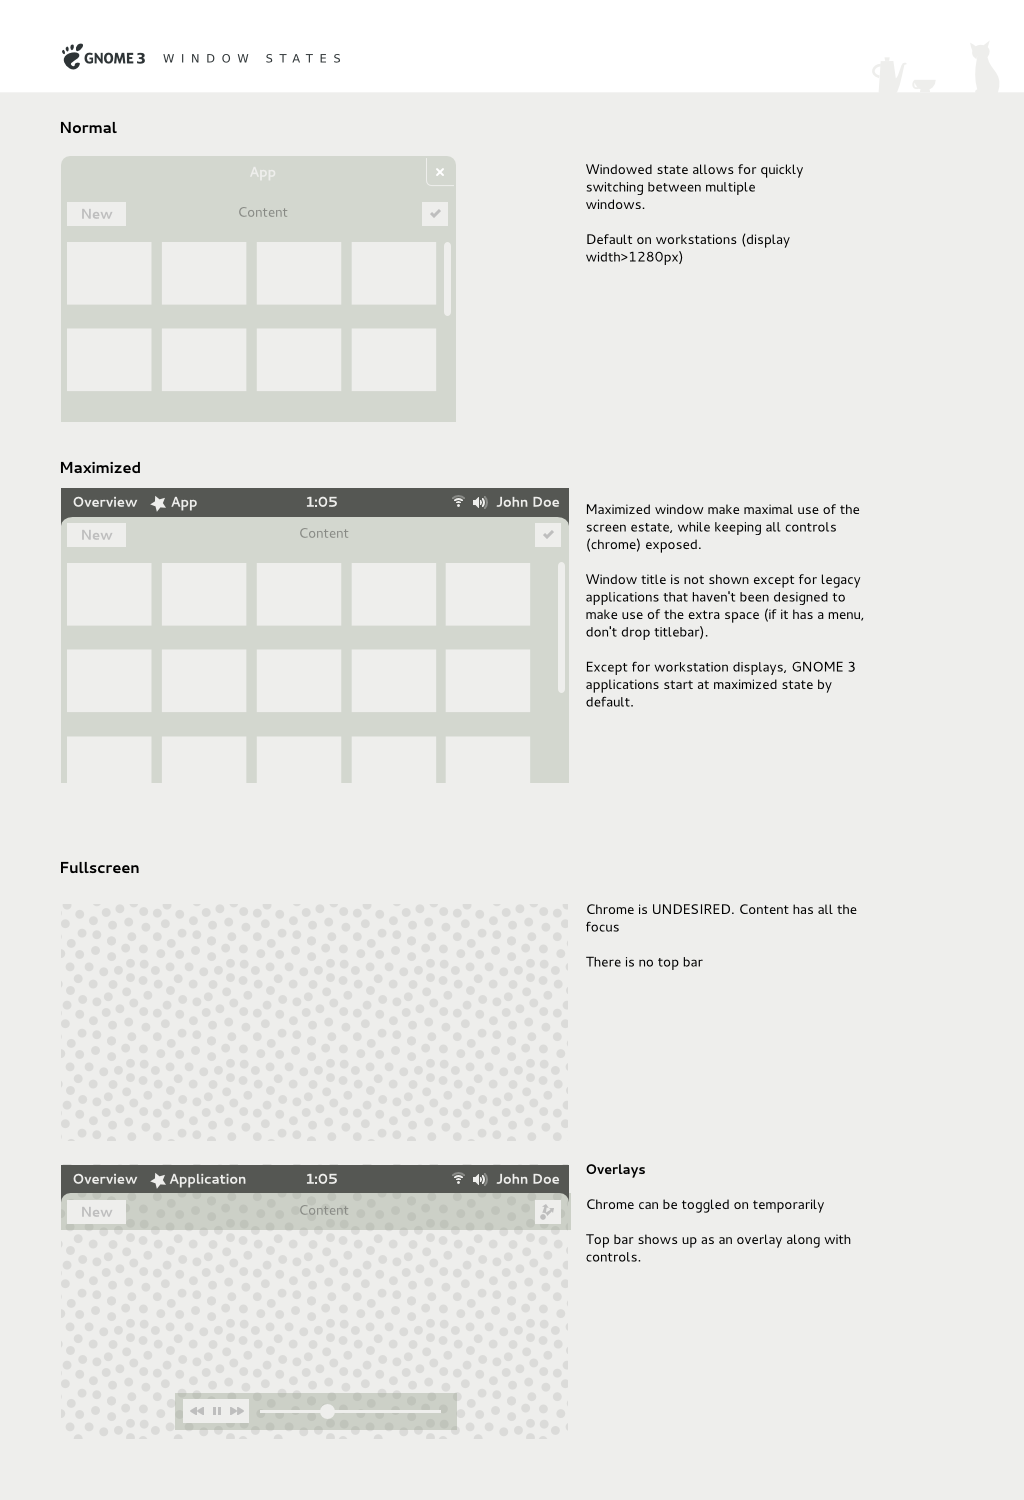 GNOME 3 WINDOW STATES
Normal
App
New
Content
Windowed state allows for quickly
switching between multiple
windows.
Default on workstations (display
width>1280px)
Maximized
Overview App 1:05 John Doe
New Content
Maximized window make maximal use of the
screen estate, while keeping all controls
(chrome) exposed.
Window title is not shown except for legacy
applications that haven't been designed to
make use of the extra space (if it has a menu,
don't drop titlebar).
Except for workstation displays, GNOME 3
applications start at maximized state by
default.
Fullscreen
Chrome is UNDESIRED. Content has all the
focus
There is no top bar
Overview Application 1:05 John Doe
New Content
Overlays
Chrome can be toggled on temporarily
Top bar shows up as an overlay along with
controls.